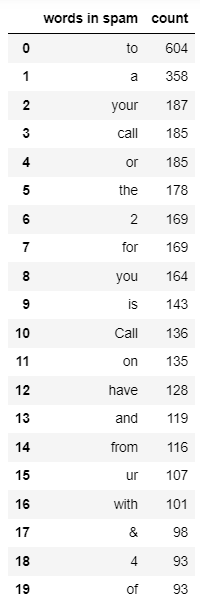 words in spam count
0 to 604
1 a 358
2 your 187
3 call 185
4 or 185
5 the 178
6 2 169
7 for 169
8 you 164
9 is 143
10 Call 136
11 on 135
12 have 128
13 and 119
14 from 116
15 ur 107
16 with 101
17 & 98
18 4 93
19 of 93